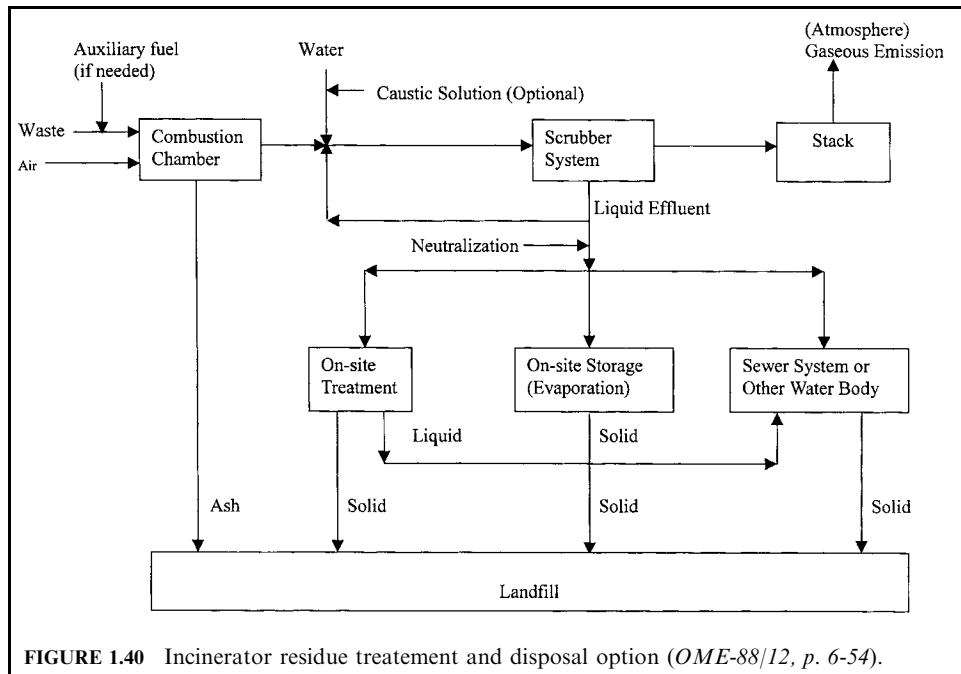 (Atmosphere)
Gaseous Emission
Auxiliary fuel
(if needed)
Water
Caustic Solution (Optional)
Waste
Air
Combustion
Chamber
Scrubber
System
Stack
Liquid Effluent
Neutralization
On-site
Treatment
On-site Storage
(Evaporation)
Sewer System or
Other Water Body
Liquid
Solid
Ash
Solid
Solid
Solid
Landfill
FIGURE 1.40 Incinerator residue treatement and disposal option (OME-88/12, p. 6-54).